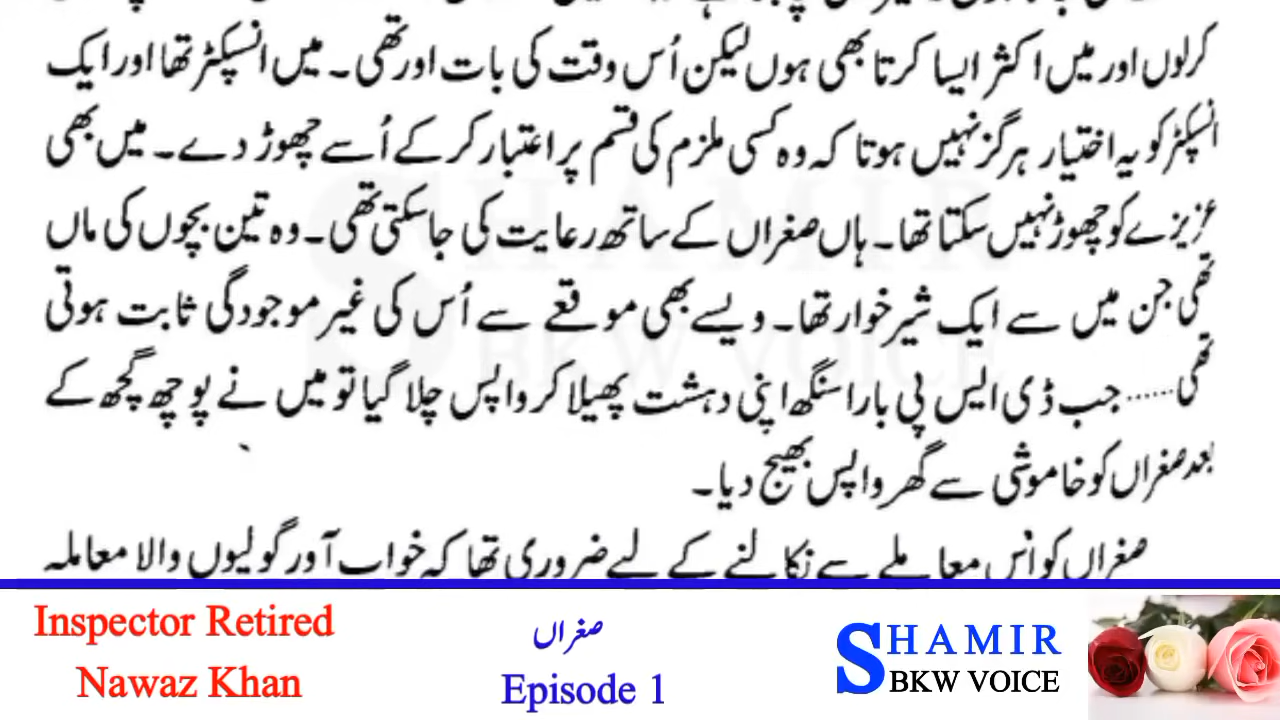 کرلوں اور میں اکثر ایسا کرتا بھی ہوں لیکن اُس وقت کی بات اور تھی۔ میں انسپکٹر تھا اور ایک
انسپکٹر کو یہ اختیار ہرگز نہیں ہوتا کہ وہ کسی ملزم کی قسم پر اعتبار کر کے اُسے چھوڑ دے۔ میں بھی
عزیزے کو چھوڑ نہیں سکتا تھا۔ ہاں صغراں کے ساتھ رعایت کی جاسکتی تھی۔ وہ تین بچوں کی ماں
تھی جن میں سے ایک شیر خوار تھا۔ ویسے بھی موقعے سے اُس کی غیر موجودگی ثابت ہوتی
تھی...... جب ڈی ایس پی بارا سنگھ اپنی دہشت پھیلا کر واپس چلا گیا تو میں نے پوچھ گچھ کے
بعد صغراں کو خاموشی سے گھر واپس بھیج دیا۔
صغراں کو اس معاملے سے نکالنے کے لیے ضروری تھا کہ خواب آور گولیوں والا معاملہ
Inspector Retired
Nawaz Khan
صغراں
Episode 1
SHAMIR
BKW VOICE
SHAMIR
BKW VOICE